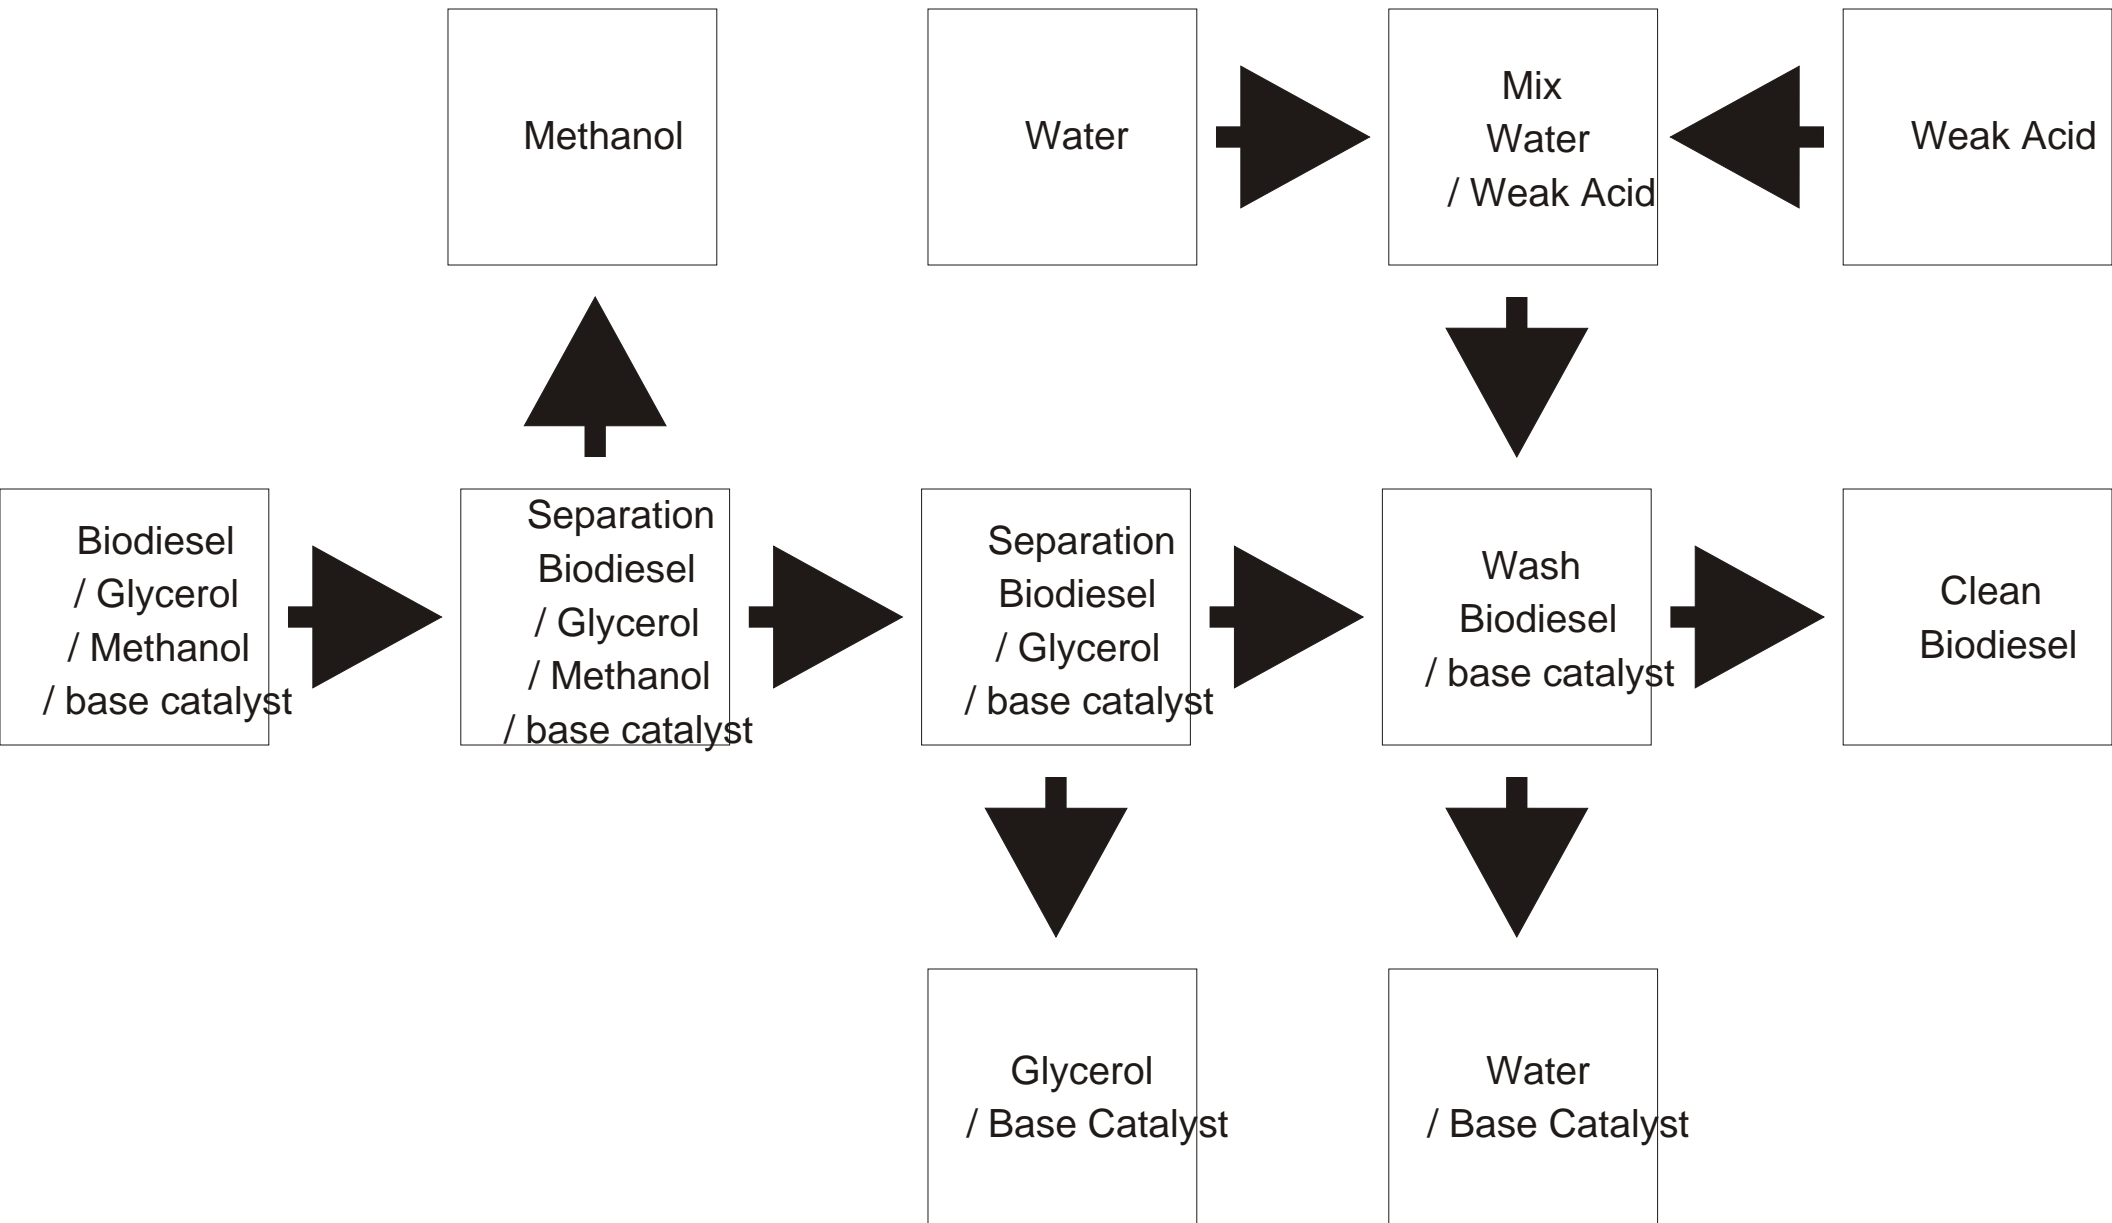 Methanol
Water
Mix
Water
/ Weak Acid
Weak Acid
Biodiesel
/ Glycerol
/ Methanol
/ base catalyst
Separation
Biodiesel
/ Glycerol
/ Methanol
/ base catalyst
Separation
Biodiesel
/ Glycerol
/ base catalyst
Wash
Biodiesel
/ base catalyst
Clean
Biodiesel
Glycerol
/ Base Catalyst
Water
/ Base Catalyst